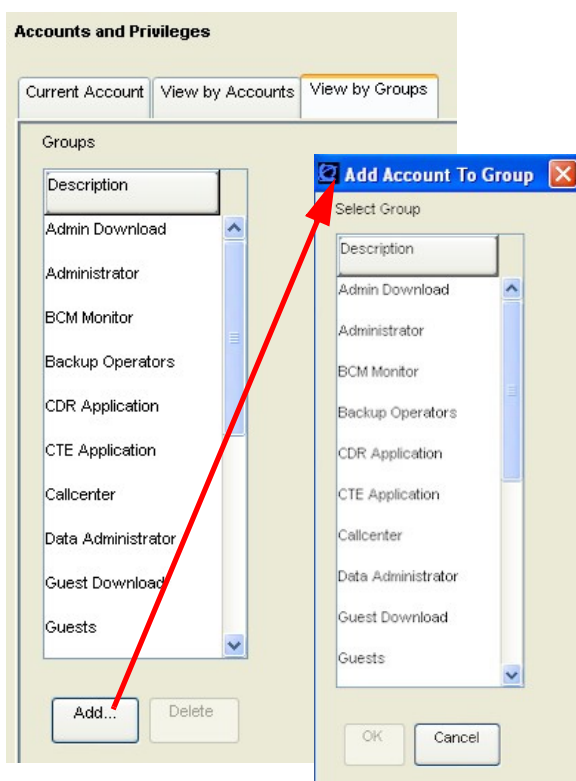 Accounts and Privileges
Current Account
View by Accounts
View by Groups
Groups
Description
Admin Download
Administrator
BCM Monitor
Backup Operators
CDR Application
CTE Application
Callcenter
Data Administrator
Guest Download
Guests
Add...
Delete
Add Account To Group
Select Group
Description
Admin Download
Administrator
BCM Monitor
Backup Operators
CDR Application
CTE Application
Callcenter
Data Administrator
Guest Download
Guests
OK
Cancel